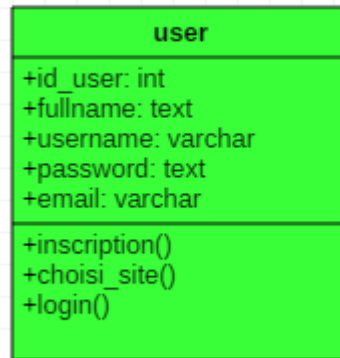 user
+id_user: int
+fullname: text
+username: varchar
+password: text
+email: varchar
+inscription()
+choisi_site()
+login()